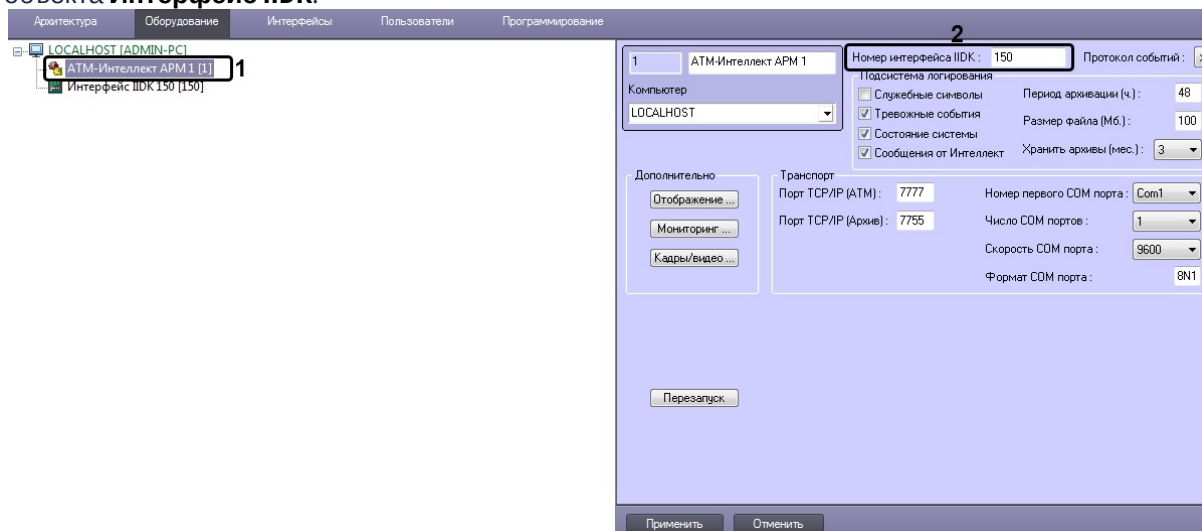 объекта Интерфейс IIDK.
Архитектура Оборудование Интерфейсы Пользователи Программирование
LOCALHOST [ADMIN-PC]
АТМ-Интеллект АРМ 1 [1] 1
Интерфейс IIDK 150 [150]
2
1 АТМ-Интеллект АРМ 1
Номер интерфейса IIDK : 150 Протокол событий :
Компьютер
LOCALHOST
Подсистема логирования
Служебные символы Период архивации (ч.) : 48
Тревожные события Размер файла (Мб.) : 100
Состояние системы
Сообщения от Интеллект Хранить архивы (мес.) : 3
Дополнительно
Отображение ...
Мониторинг ...
Кадры/видео ...
Транспорт
Порт TCP/IP (ATM) : 7777 Номер первого COM порта : Com1
Порт TCP/IP (Архив) : 7755 Число COM портов : 1
Скорость COM порта : 9600
Формат COM порта : 8N1
Перезапуск
Применить Отменить